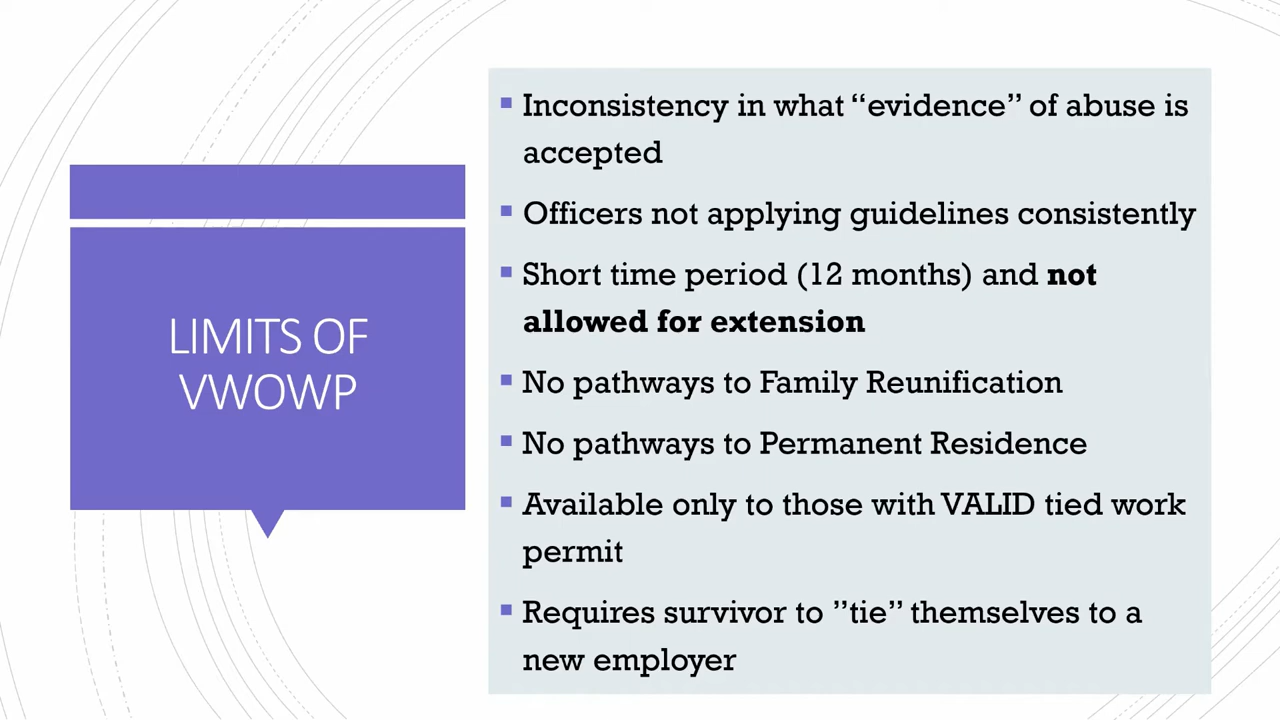 LIMITS OF
VWOWP
Inconsistency in what “evidence” of abuse is
accepted
Officers not applying guidelines consistently
Short time period (12 months) and not
allowed for extension
No pathways to Family Reunification
No pathways to Permanent Residence
Available only to those with VALID tied work
permit
Requires survivor to ”tie” themselves to a
new employer